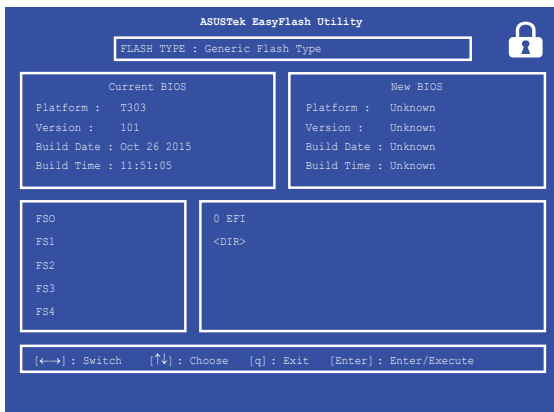 ASUSTek EasyFlash Utility
FLASH TYPE : Generic Flash Type
Current BIOS
Platform : T303
Version : 101
Build Date : Oct 26 2015
Build Time : 11:51:05
New BIOS
Platform : Unknown
Version : Unknown
Build Date : Unknown
Build Time : Unknown
FSO
FS1
FS2
FS3
FS4
0 EFI
<DIR>
[←→] : Switch [↑↓] : Choose [q] : Exit [Enter] : Enter/Execute